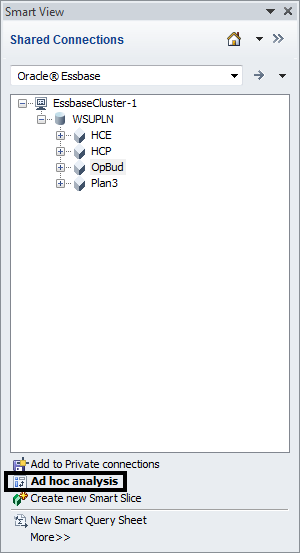 Smart View
Shared Connections
Oracle® Essbase
EssbaseCluster-1
WSUPLN
HCE
HCP
OpBud
Plan3
Add to Private connections
Ad hoc analysis
Create new Smart Slice
New Smart Query Sheet
More>>